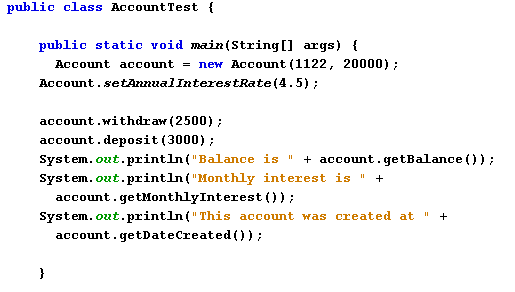 public class AccountTest {
public static void main(String[] args) {
Account account = new Account(1122, 20000);
Account.setAnnualInterestRate(4.5);
account.withdraw(2500);
account.deposit(3000);
System.out.println("Balance is " + account.getBalance());
System.out.println("Monthly interest is " +
account.getMonthlyInterest());
System.out.println("This account was created at " +
account.getDateCreated());
}